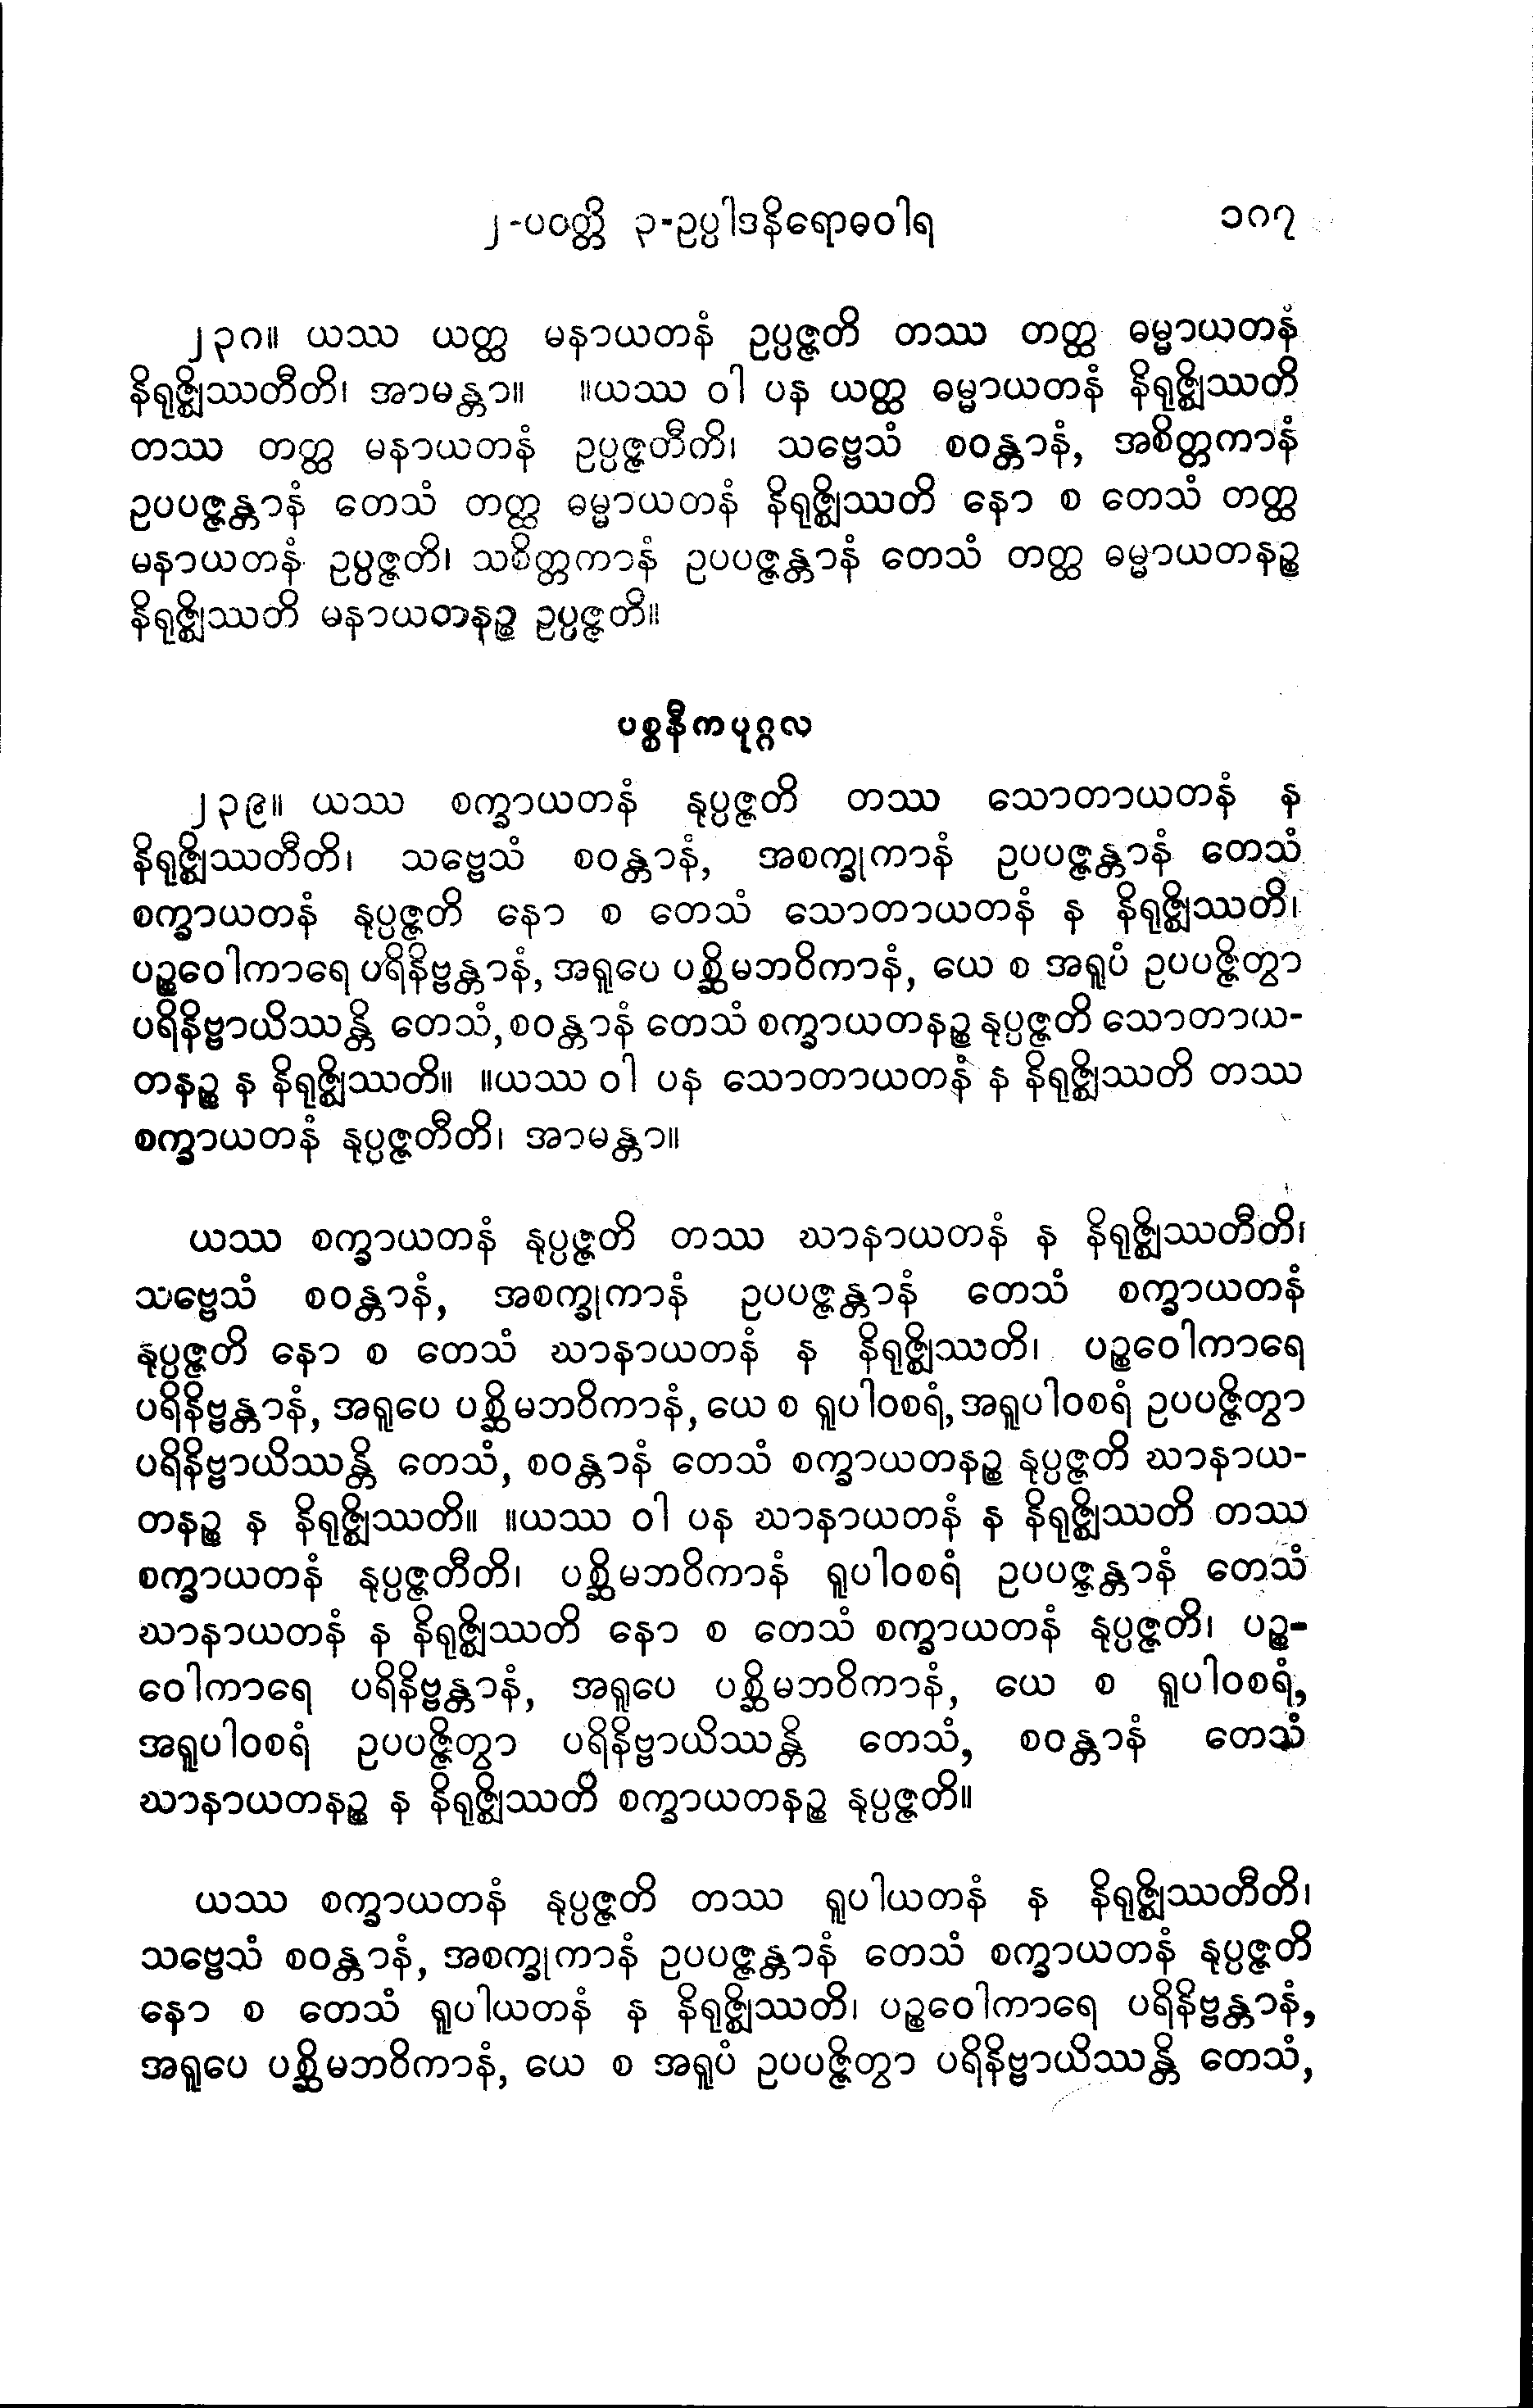 ၂-ပဝတ္တိ ၃-ဥပ္ပါဒနိရောဓဝါရ ၁၈၇
၂၃၈။ ယဿ ယတ္ထ မနာယတနံ ဥပ္ပဇ္ဇတိ တဿ တတ္ထ ဓမ္မာယတနံ
နိရုဇ္ဈိဿတီတိ၊ အာမန္တာ။ ။ယဿ ဝါ ပန ယတ္ထ ဓမ္မာယတနံ နိရုဇ္ဈိဿတိ
တဿ တတ္ထ မနာယတနံ ဥပ္ပဇ္ဇတီတိ၊ သဗ္ဗေသံ စဝန္တာနံ, အစိတ္တကာနံ
ဥပပဇ္ဇန္တာနံ တေသံ တတ္ထ ဓမ္မာယတနံ နိရုဇ္ဈိဿတိ နော စ တေသံ တတ္ထ
မနာယတနံ ဥပ္ပဇ္ဇတိ၊ သစိတ္တကာနံ ဥပပဇ္ဇန္တာနံ တေသံ တတ္ထ ဓမ္မာယတနဉ္စ
နိရုဇ္ဈိဿတိ မနာယတနဉ္စ ဥပ္ပဇ္ဇတိ။
ပစ္စနီကပုဂ္ဂလ
၂၃၉။ ယဿ စက္ခာယတနံ နုပ္ပဇ္ဇတိ တဿ သောတာယတနံ န
နိရုဇ္ဈိဿတီတိ၊ သဗ္ဗေသံ စဝန္တာနံ, အစက္ခုကာနံ ဥပပဇ္ဇန္တာနံ တေသံ
စက္ခာယတနံ နုပ္ပဇ္ဇတိ နော စ တေသံ သောတာယတနံ န နိရုဇ္ဈိဿတိ၊
ပဉ္စဝေါကာရေ ပရိနိဗ္ဗန္တာနံ, အရူပေ ပစ္ဆိမဘဝိကာနံ, ယေ စ အရူပံ ဥပပဇ္ဇိတွာ
ပရိနိဗ္ဗာယိဿန္တိ တေသံ, စဝန္တာနံ တေသံ စက္ခာယတနဉ္စ နုပ္ပဇ္ဇတိ သောတာယ-
တနဉ္စ န နိရုဇ္ဈိဿတိ။ ။ယဿ ဝါ ပန သောတာယတနံ န နိရုဇ္ဈိဿတိ တဿ
စက္ခာယတနံ နုပ္ပဇ္ဇတီတိ၊ အာမန္တာ။
ယဿ စက္ခာယတနံ နုပ္ပဇ္ဇတိ တဿ ဃာနာယတနံ န နိရုဇ္ဈိဿတီတိ၊
သဗ္ဗေသံ စဝန္တာနံ, အစက္ခုကာနံ ဥပပဇ္ဇန္တာနံ တေသံ စက္ခာယတနံ
နုပ္ပဇ္ဇတိ နော စ တေသံ ဃာနာယတနံ န နိရုဇ္ဈိဿတိ၊ ပဉ္စဝေါကာရေ
ပရိနိဗ္ဗန္တာနံ, အရူပေ ပစ္ဆိမဘဝိကာနံ, ယေ စ ရူပါဝစရံ, အရူပါဝစရံ ဥပပဇ္ဇိတွာ
ပရိနိဗ္ဗာယိဿန္တိ တေသံ, စဝန္တာနံ တေသံ စက္ခာယတနဉ္စ နုပ္ပဇ္ဇတိ ဃာနာယ-
တနဉ္စ န နိရုဇ္ဈိဿတိ။ ။ယဿ ဝါ ပန ဃာနာယတနံ န နိရုဇ္ဈိဿတိ တဿ
စက္ခာယတနံ နုပ္ပဇ္ဇတီတိ၊ ပစ္ဆိမဘဝိကာနံ ရူပါဝစရံ ဥပပဇ္ဇန္တာနံ တေသံ
ဃာနာယတနံ န နိရုဇ္ဈိဿတိ နော စ တေသံ စက္ခာယတနံ နုပ္ပဇ္ဇတိ၊ ပဉ္စ-
ဝေါကာရေ ပရိနိဗ္ဗန္တာနံ, အရူပေ ပစ္ဆိမဘဝိကာနံ, ယေ စ ရူပါဝစရံ,
အရူပါဝစရံ ဥပပဇ္ဇိတွာ ပရိနိဗ္ဗာယိဿန္တိ တေသံ, စဝန္တာနံ တေသံ
ဃာနာယတနဉ္စ န နိရုဇ္ဈိဿတိ စက္ခာယတနဉ္စ နုပ္ပဇ္ဇတိ။
ယဿ စက္ခာယတနံ နုပ္ပဇ္ဇတိ တဿ ရူပါယတနံ န နိရုဇ္ဈိဿတီတိ၊
သဗ္ဗေသံ စဝန္တာနံ, အစက္ခုကာနံ ဥပပဇ္ဇန္တာနံ တေသံ စက္ခာယတနံ နုပ္ပဇ္ဇတိ
နော စ တေသံ ရူပါယတနံ န နိရုဇ္ဈိဿတိ၊ ပဉ္စဝေါကာရေ ပရိနိဗ္ဗန္တာနံ,
အရူပေ ပစ္ဆိမဘဝိကာနံ, ယေ စ အရူပံ ဥပပဇ္ဇိတွာ ပရိနိဗ္ဗာယိဿန္တိ တေသံ,